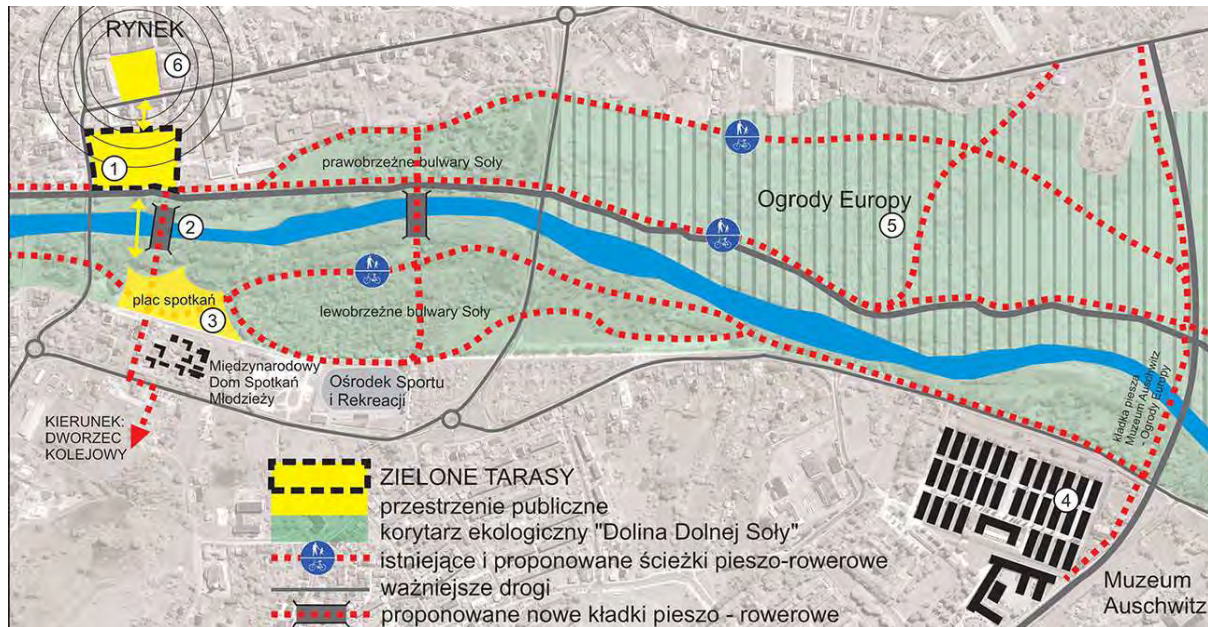 RYNEK
6
1
prawobrzeżne bulwary Soły
Ogrody Europy
5
2
plac spotkań
3
lewobrzeżne bulwary Soły
Międzynarodowy
Dom Spotkań
Młodzieży
Ośrodek Sportu
i Rekreacji
KIERUNEK:
DWORZEC
KOLEJOWY
kładka piesza
Muzeum Auschwitz
- Ogrody Europy
4
Muzeum
Auschwitz
ZIELONE TARASY
przestrzenie publiczne
korytarz ekologiczny "Dolina Dolnej Soły"
istniejące i proponowane ścieżki pieszo-rowerowe
ważniejsze drogi
proponowane nowe kładki pieszo - rowerowe